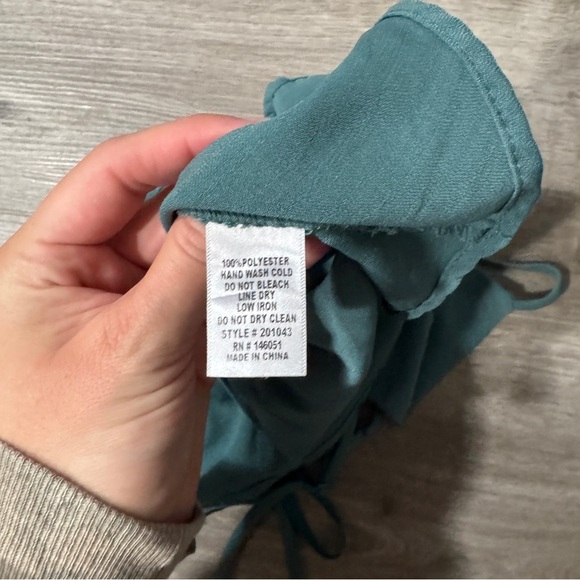 100%POLYESTER
HAND WASH COLD
DO NOT BLEACH
LINE DRY
LOW IRON
DO NOT DRY CLEAN
STYLE # 201043
RN # 146051
MADE IN CHINA